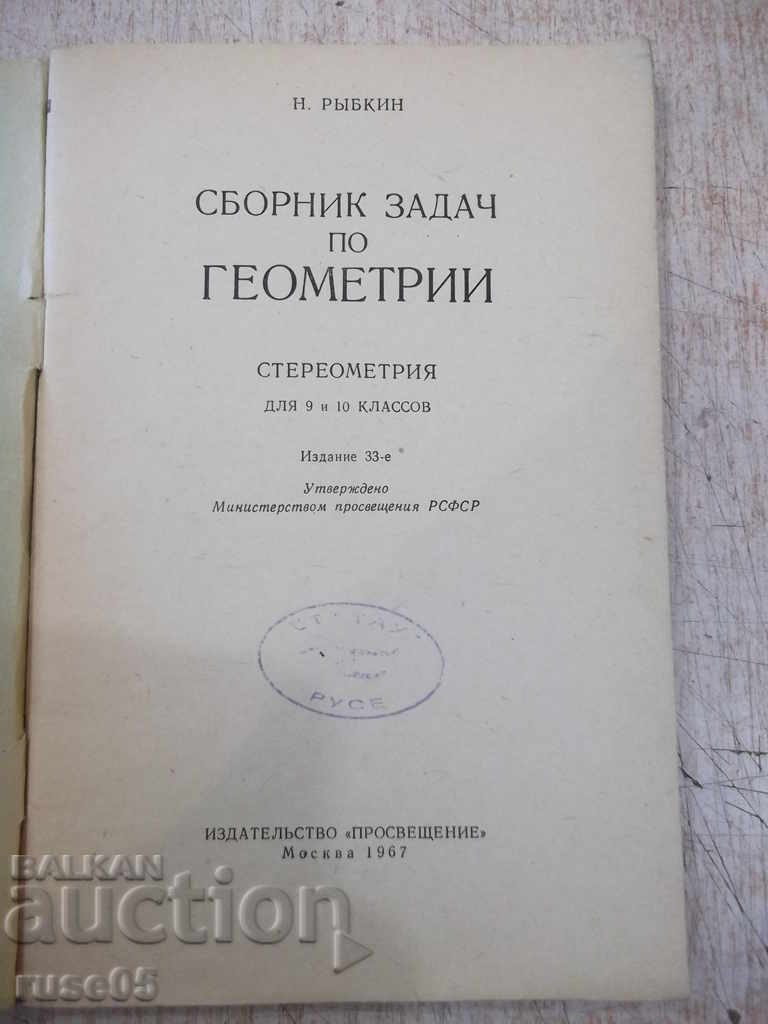 Н. РЫБКИН
СБОРНИК ЗАДАЧ
ПО
ГЕОМЕТРИИ
СТЕРЕОМЕТРИЯ
ДЛЯ 9 и 10 КЛАССОВ
Издание 33-е
Утверждено
Министерством просвещения РСФСР
РУСЕ
ИЗДАТЕЛЬСТВО «ПРОСВЕЩЕНИЕ»
Москва 1967
BALKAN
auction
ruse05